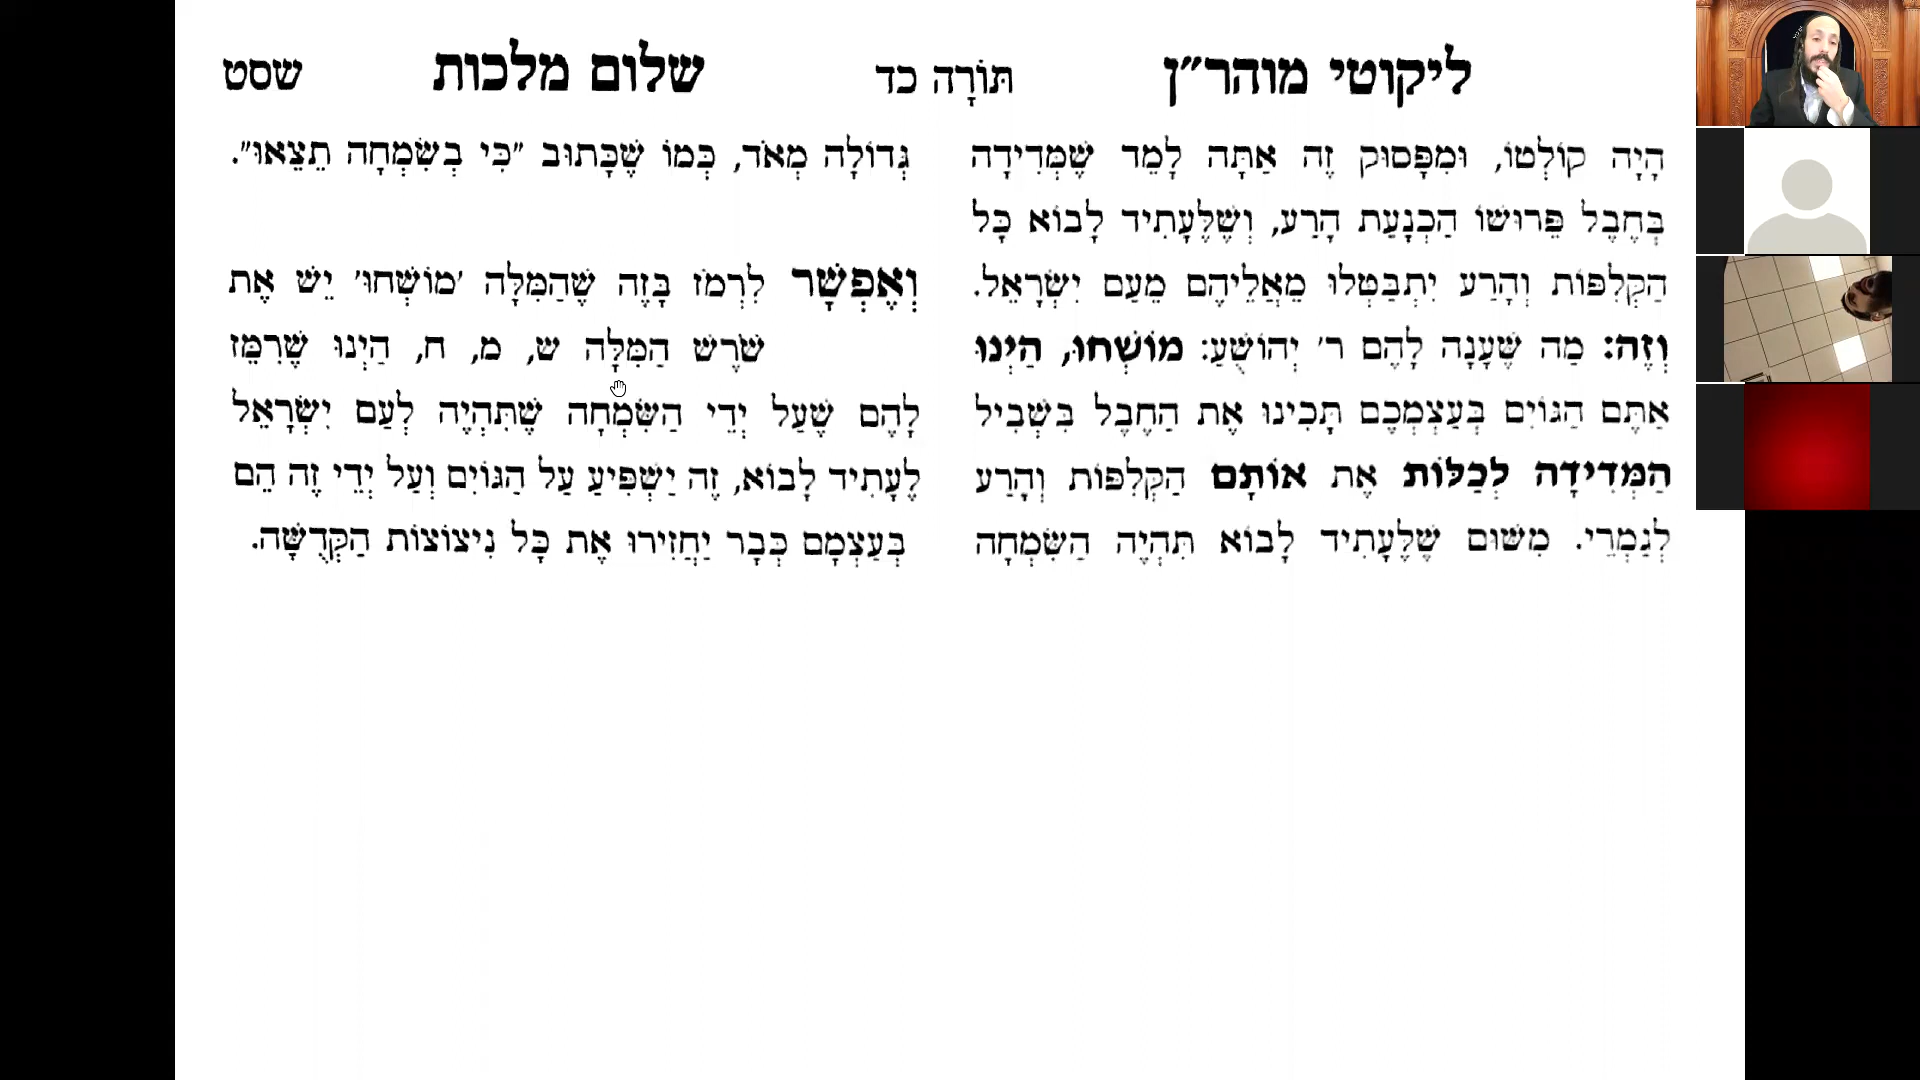 ליקוטי מוהר״ן תּוֹרָה כד שלום מלכות שסט
הָיָה קוֹלְטוֹ, וּמִפָּסוּק זֶה אַתָּה לָמֵד שֶׁמְּדִידָה
בְּחֶבֶל פֵּרוּשׁוֹ הַכְנָעַת הָרַע, וְשֶׁלֶּעָתִיד לָבוֹא כָּל
הַקְּלִפּוֹת וְהָרַע יִתְבַּטְלוּ מֵאֲלֵיהֶם מֵעַם יִשְׂרָאֵל.
וְזֶה: מַה שֶּׁעָנָה לָהֶם ר׳ יְהוֹשֻׁעַ: מוֹשְׁחוּ, הַיְנוּ
אַתֶּם הַגּוֹיִם בְּעַצְמְכֶם תָּכִינוּ אֶת הַחֶבֶל בִּשְׁבִיל
הַמְּדִידָה לְכַלּוֹת אֶת אוֹתָם הַקְּלִפּוֹת וְהָרַע
לְגַמְרֵי. מִשּׁוּם שֶׁלֶּעָתִיד לָבוֹא תִּהְיֶה הַשִּׂמְחָה
גְּדוֹלָה מְאֹד, כְּמוֹ שֶׁכָּתוּב ״כִּי בְשִׂמְחָה תֵצֵאוּ״.
וְאֶפְשָׁר לִרְמֹז בָּזֶה שֶׁהַמִּלָּה ׳מוֹשְׁחוּ׳ יֵשׁ אֶת
שֹׁרֶשׁ הַמִּלָּה ש, מ, ח, הַיְנוּ שֶׁרִמֵּז
לָהֶם שֶׁעַל יְדֵי הַשִּׂמְחָה שֶׁתִּהְיֶה לְעַם יִשְׂרָאֵל
לֶעָתִיד לָבוֹא, זֶה יַשְׁפִּיעַ עַל הַגּוֹיִם וְעַל יְדֵי זֶה הֵם
בְּעַצְמָם כְּבָר יַחֲזִירוּ אֶת כָּל נִיצוֹצוֹת הַקְּדֻשָּׁה.